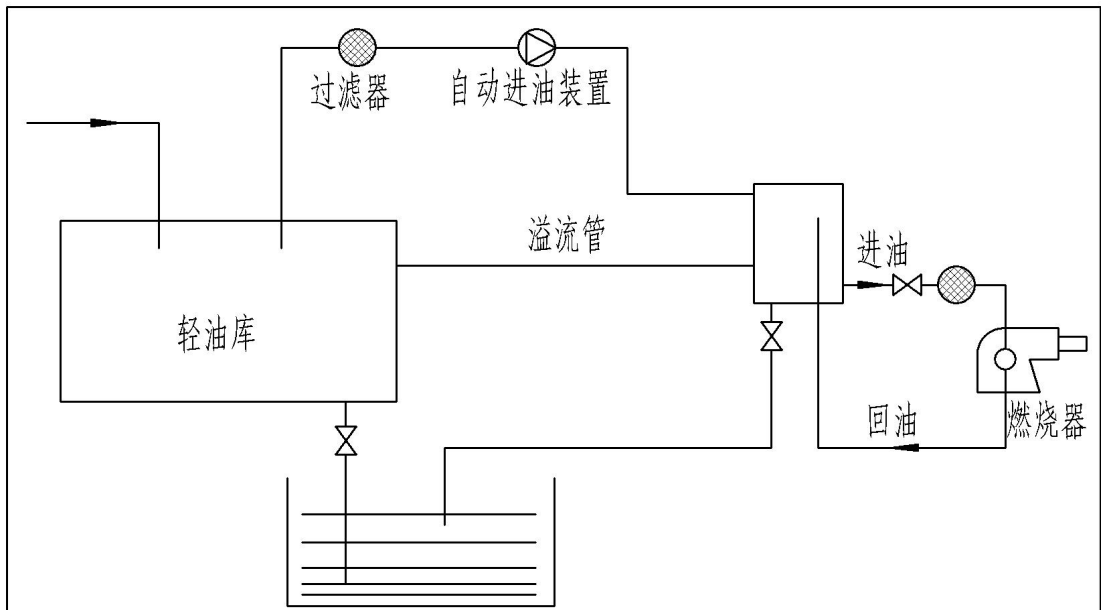 过滤器
自动进油装置
溢流管
进油
轻油库
燃烧器
回油